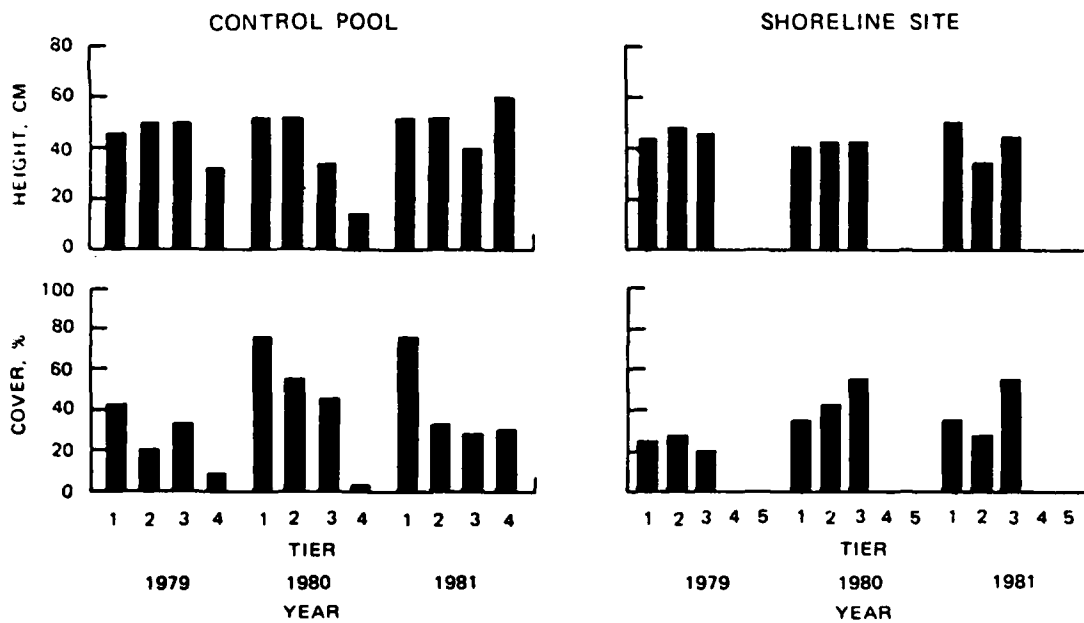 CONTROL POOL
SHORELINE SITE
HEIGHT, CM
80
60
40
20
0
COVER, %
100
80
60
40
20
0
1 2 3 4 1 2 3 4 1 2 3 4
TIER
1979 1980 1981
YEAR
1 2 3 4 5 1 2 3 4 5 1 2 3 4 5
TIER
1979 1980 1981
YEAR